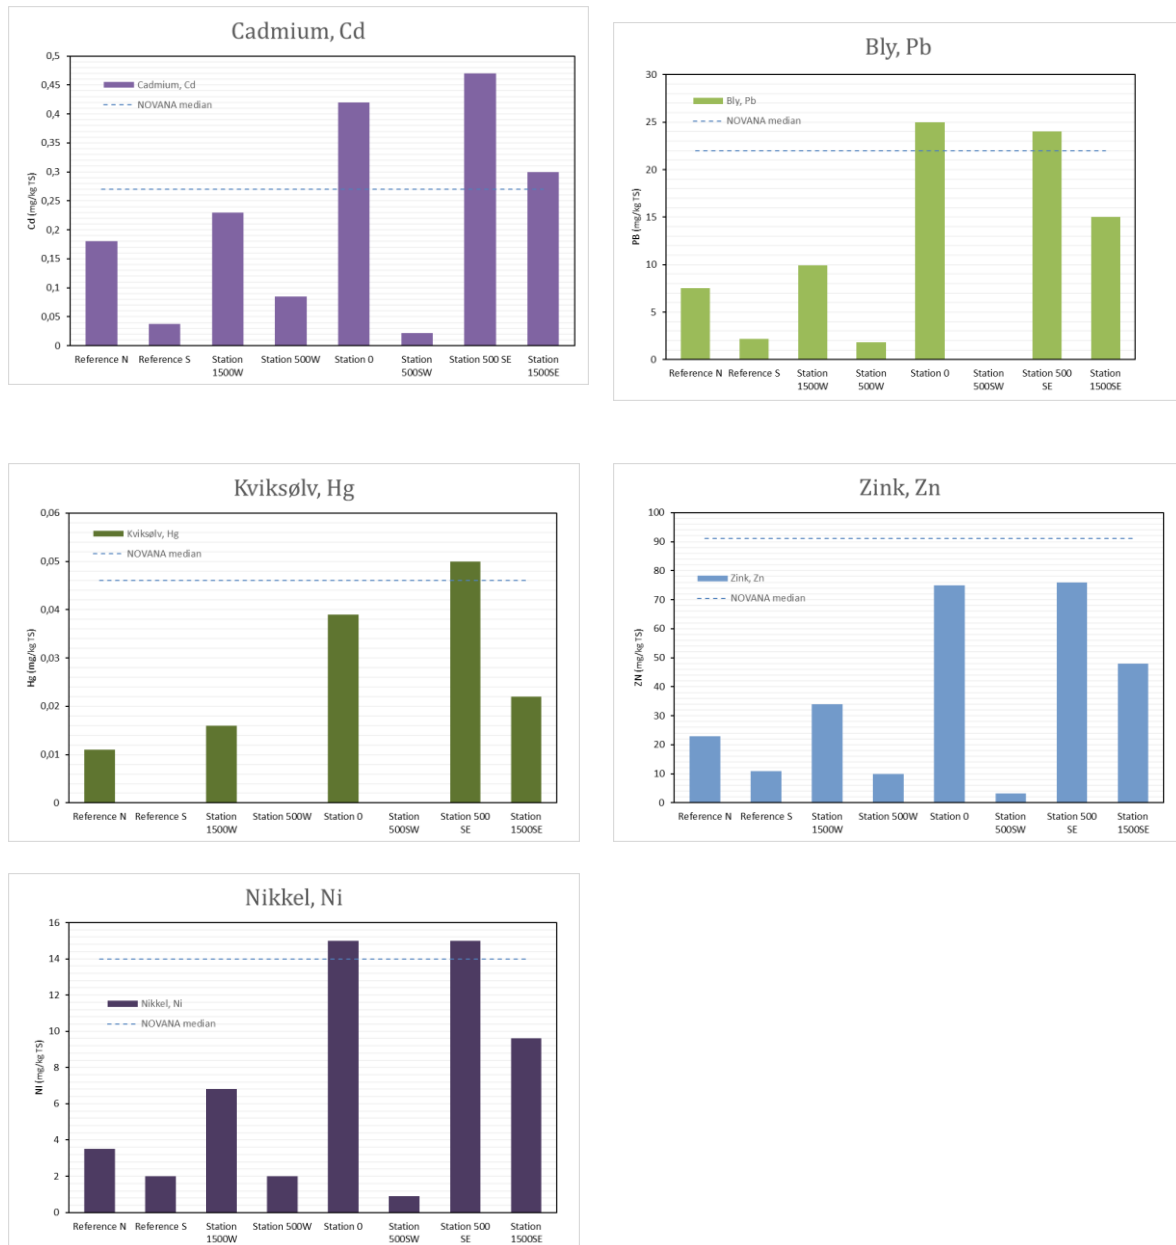 Cadmium, Cd
0,5
0,45
0,4
0,35
0,3
0,25
0,2
0,15
0,1
0,05
0
Cd (mg/kg TS)
Cadmium, Cd
NOVANA median
Reference N
Reference S
Station
1500W
Station 500W
Station 0
Station
500SW
Station 500 SE
Station
1500SE
Bly, Pb
30
25
20
15
10
5
0
PB (mg/kg TS)
Bly, Pb
NOVANA median
Reference N
Reference S
Station
1500W
Station
500W
Station 0
Station
500SW
Station 500
SE
Station
1500SE
Kviksølv, Hg
0,06
0,05
0,04
0,03
0,02
0,01
0
Hg (mg/kg TS)
Kviksølv, Hg
NOVANA median
Reference N
Reference S
Station
1500W
Station 500W
Station 0
Station
500SW
Station 500
SE
Station
1500SE
Zink, Zn
100
90
80
70
60
50
40
30
20
10
0
ZN (mg/kg TS)
Zink, Zn
NOVANA median
Reference N
Reference S
Station
1500W
Station 500W
Station 0
Station
500SW
Station 500
SE
Station
1500SE
Nikkel, Ni
16
14
12
10
8
6
4
2
0
NI (mg/kg TS)
Nikkel, Ni
NOVANA median
Reference N
Reference S
Station
1500W
Station 500W
Station 0
Station
500SW
Station 500
SE
Station
1500SE